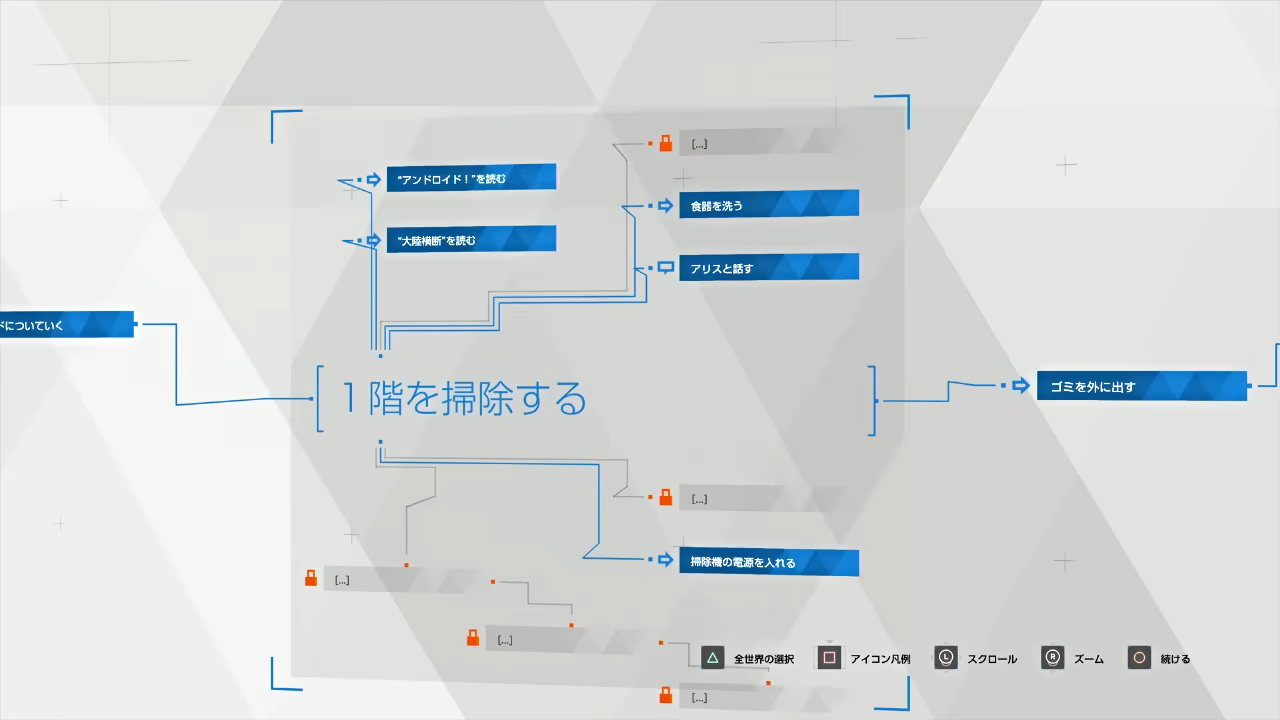 [...]
“アンドロイド！”を読む
食器を洗う
“大陸横断”を読む
アリスと話す
ドについていく
1階を掃除する
ゴミを外に出す
[...]
掃除機の電源を入れる
[...]
[...]
全世界の選択
アイコン凡例
L
スクロール
R
ズーム
続ける
[...]